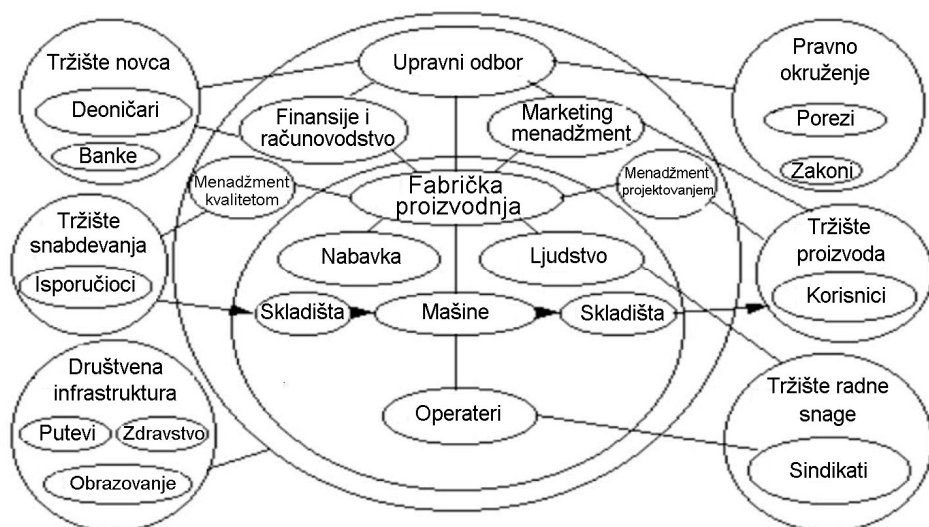 Tržište novca
Deoničari
Banke
Upravni odbor
Finansije i
računovodstvo
Marketing
menadžment
Pravno
okruženje
Porezi
Zakoni
Menadžment
kvalitetom
Fabrička
proizvodnja
Menadžment
projektovanjem
Tržište
snabdevanja
Isporučioci
Nabavka
Ljudstvo
Tržište
proizvoda
Korisnici
Skladišta
Mašine
Skladišta
Društvena
infrastruktura
Putevi
Zdravstvo
Obrazovanje
Operateri
Tržište radne
snage
Sindikati